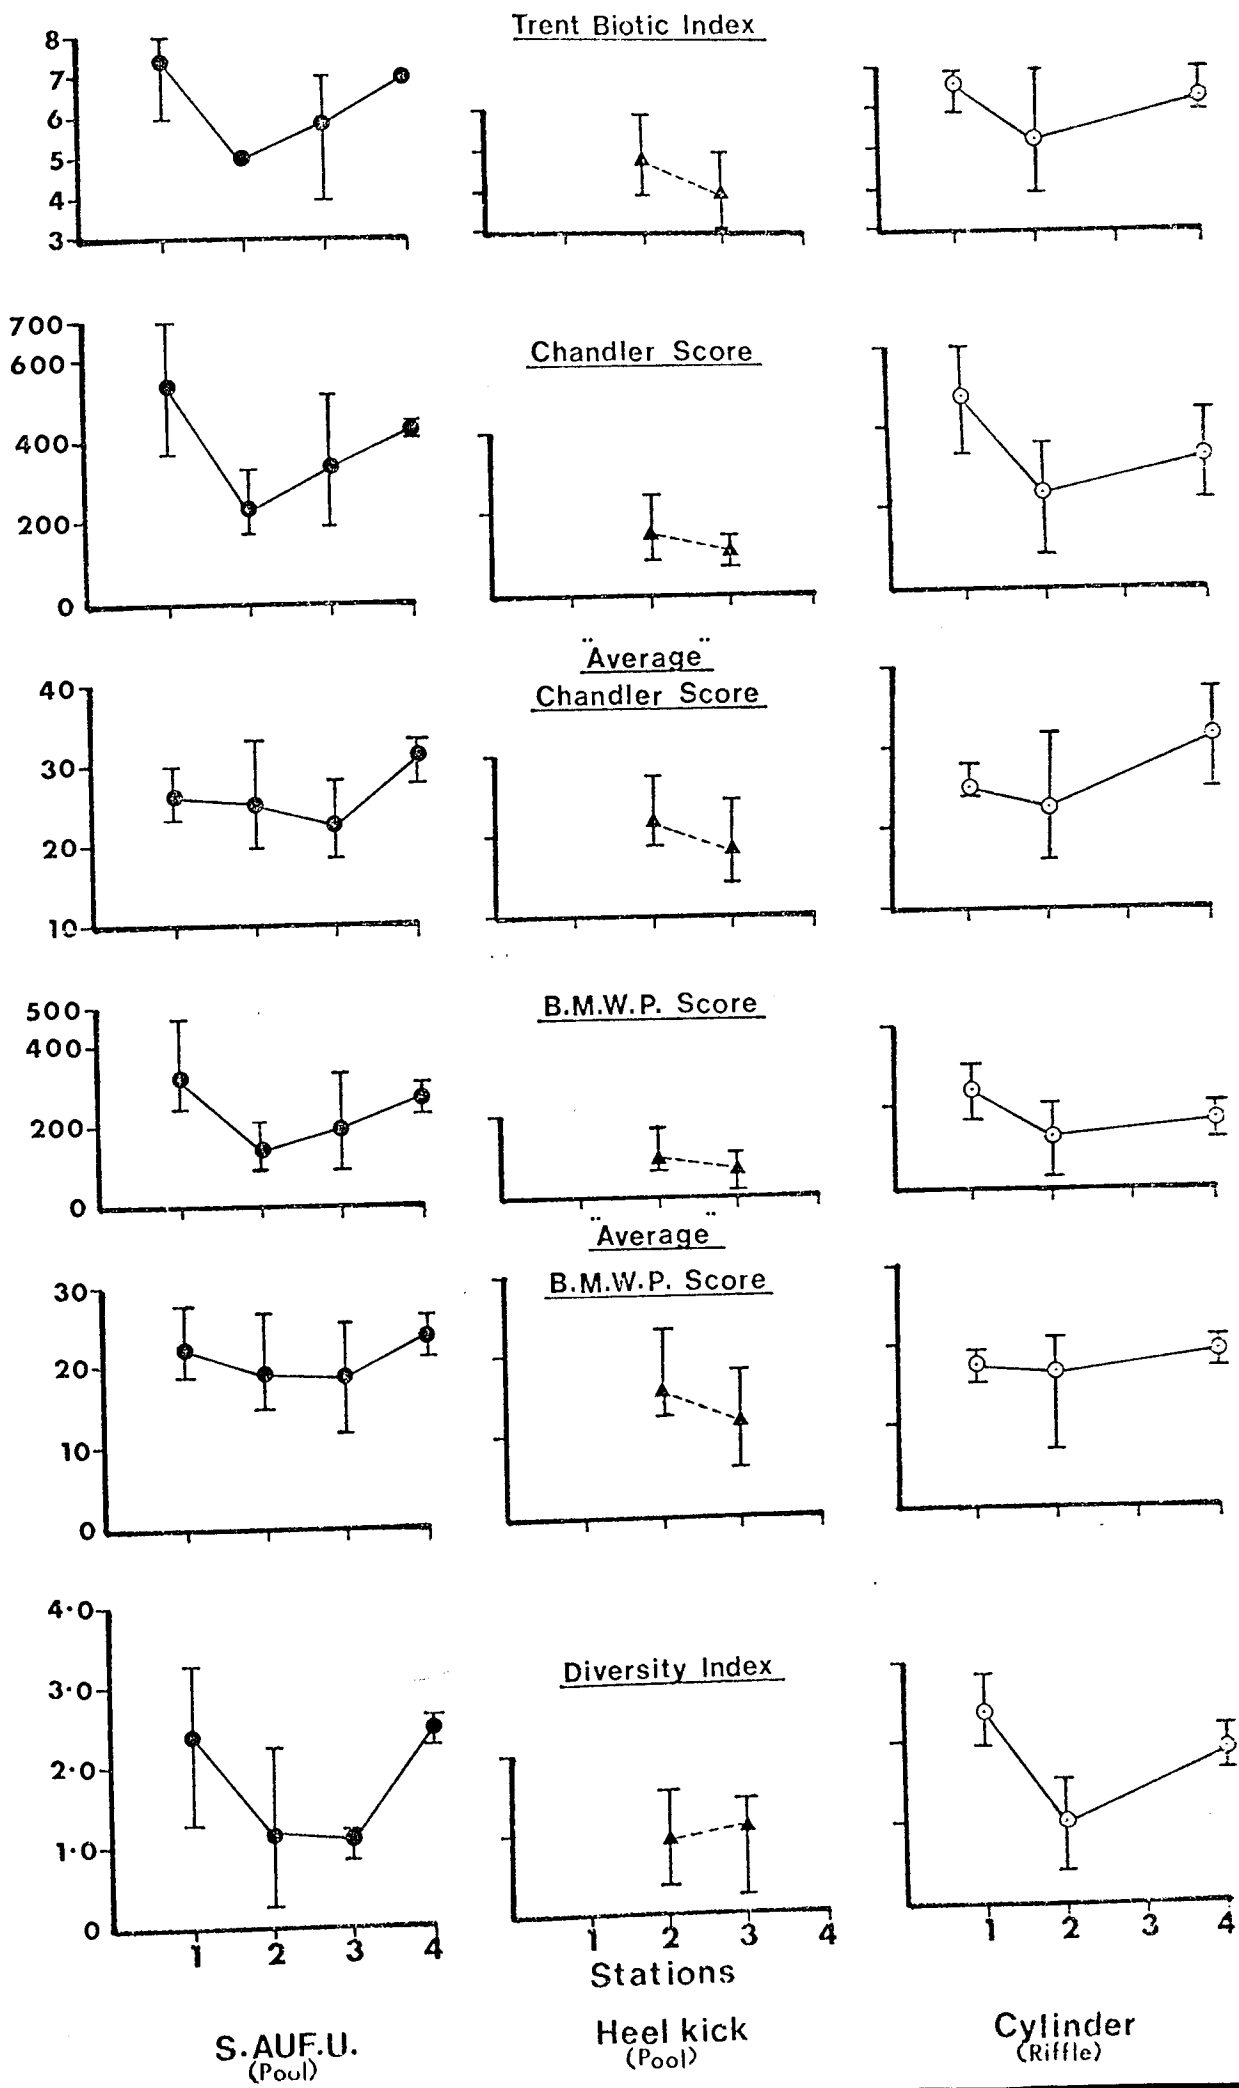 Trent Biotic Index
8
7
6
5
4
3
Chandler Score
700
600
400
200
0
"Average"
Chandler Score
40
30
20
10
B.M.W.P. Score
500
400
200
0
"Average"
B.M.W.P. Score
30
20
10
0
Diversity Index
4·0
3·0
2·0
1·0
0
1 2 3 4
1 2 3 4
1 2 3 4
Stations
S.AUF.U.
(Pool)
Heel kick
(Pool)
Cylinder
(Riffle)